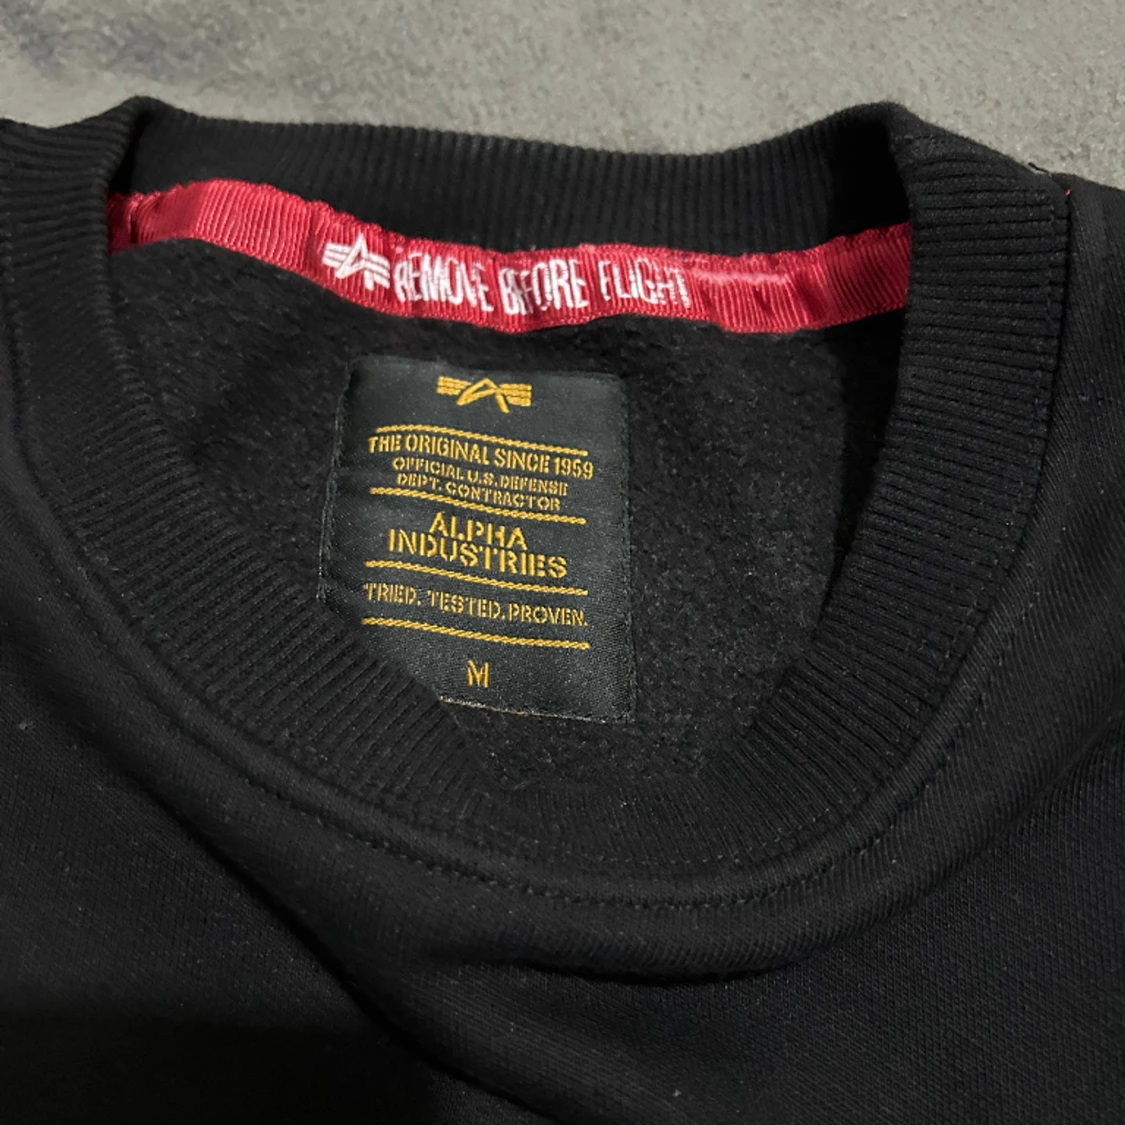 REMOVE BEFORE FLIGHT
THE ORIGINAL SINCE 1959
OFFICIAL U.S. DEFENSE
DEPT. CONTRACTOR
ALPHA
INDUSTRIES
TRIED. TESTED. PROVEN.
M